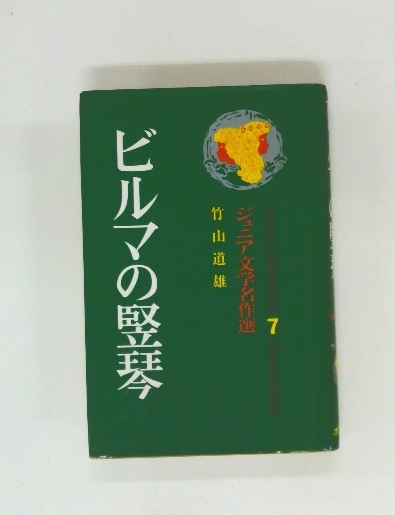 ジュニア文学名作選
7
竹山道雄
ビルマの竪琴